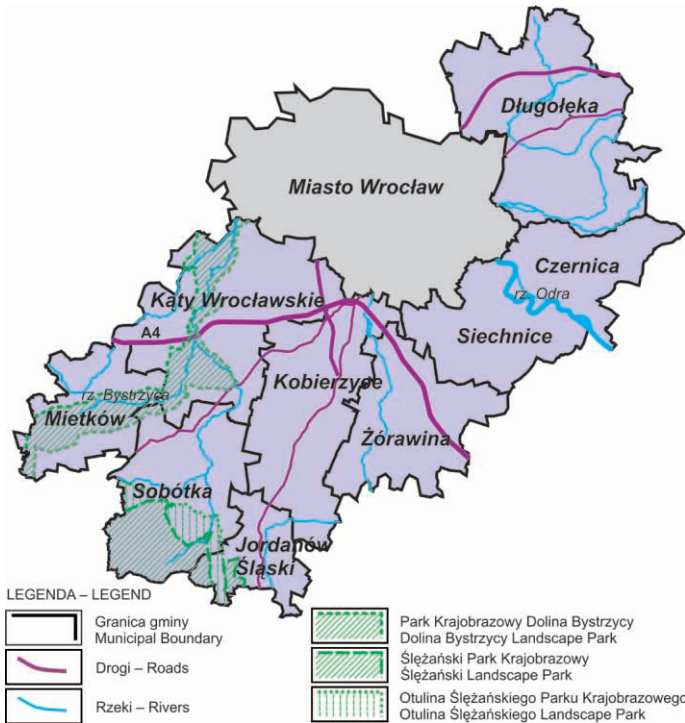 Długołęka
Miasto Wrocław
Czernica
rz. Odra
Katy Wrocławskie
A4
Siechnice
Kobierzyce
rz. Bystrzyca
Mietków
Żórawina
Sobótka
Jordanów
Śląski
LEGENDA – LEGEND
Granica gminy
Municipal Boundary
Drogi – Roads
Rzeki – Rivers
Park Krajobrazowy Dolina Bystrzycy
Dolina Bystrzycy Landscape Park
Ślężański Park Krajobrazowy
Ślężański Landscape Park
Otulina Ślężańskiego Parku Krajobrazowego
Otulina Ślężańskiego Landscape Park